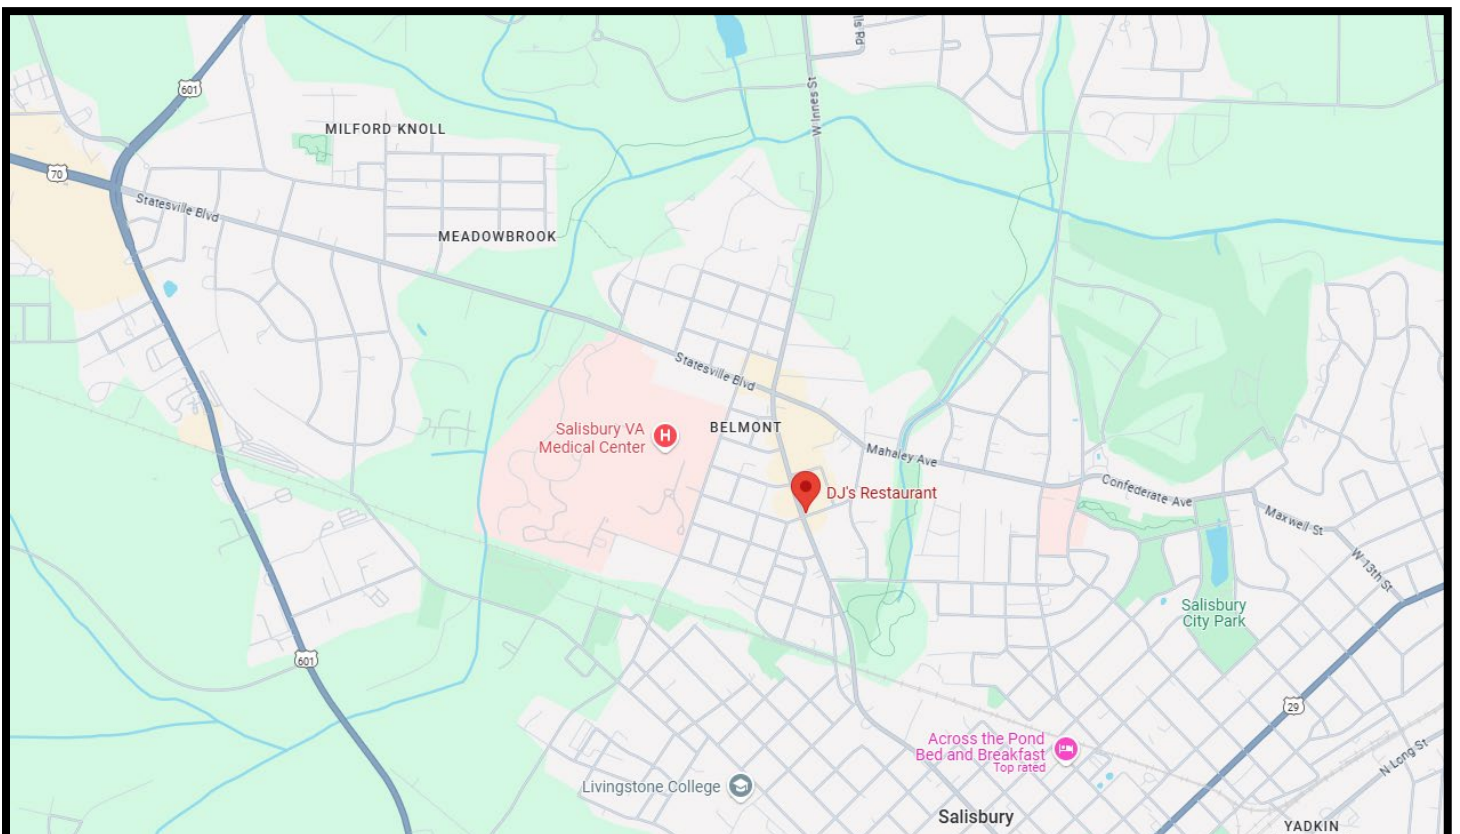 lls Rd
601
W Innes St
MILFORD KNOLL
70
Statesville Blvd
MEADOWBROOK
Statesville Blvd
Salisbury VA
Medical Center
H
BELMONT
Mahaley Ave
DJ's Restaurant
Confederate Ave
Maxwell St
W 13th St
Salisbury
City Park
601
29
Across the Pond
Bed and Breakfast
Top rated
N Long St
Livingstone College
Salisbury
YADKIN